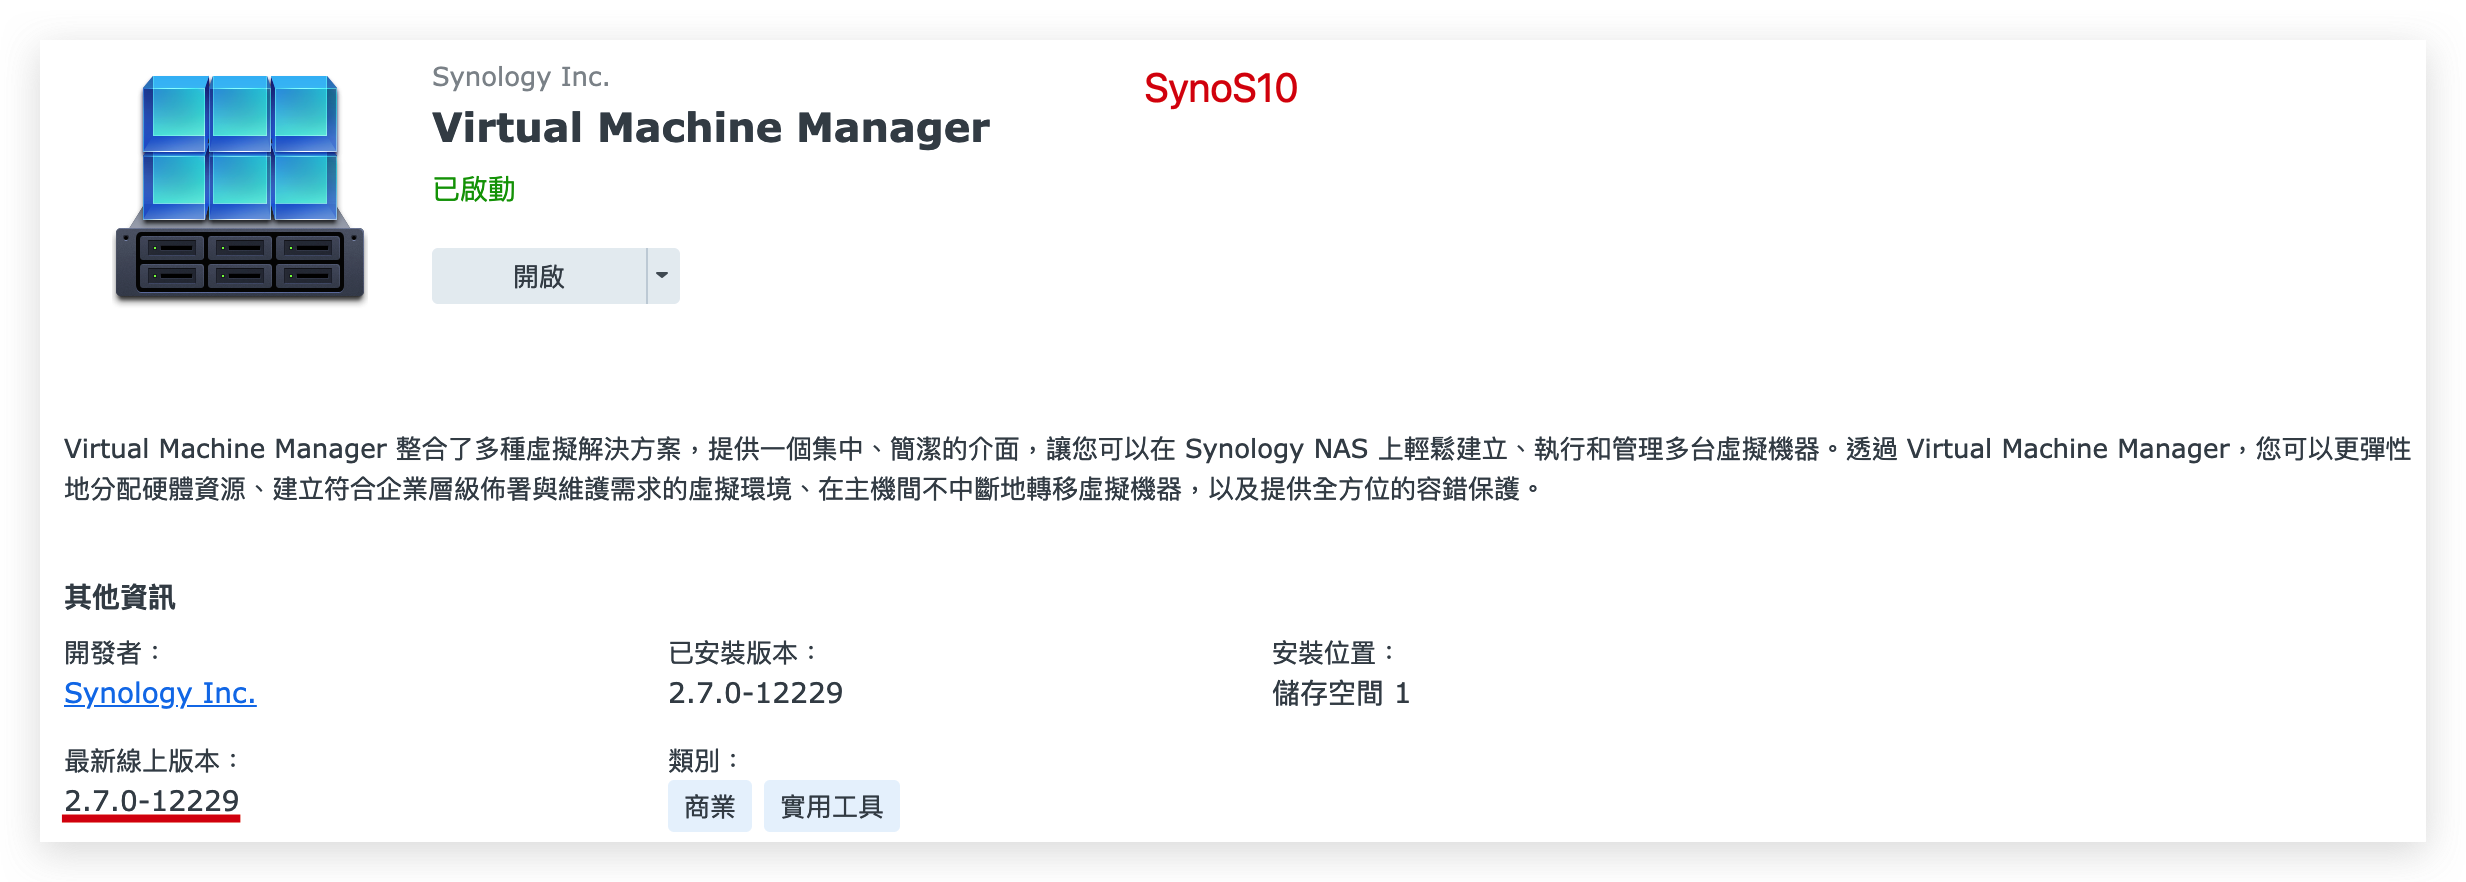 Synology Inc.
SynoS10
Virtual Machine Manager
已啟動
開啟
Virtual Machine Manager 整合了多種虛擬解決方案，提供一個集中、簡潔的介面，讓您可以在 Synology NAS 上輕鬆建立、執行和管理多台虛擬機器。透過 Virtual Machine Manager，您可以更彈性
地分配硬體資源、建立符合企業層級佈署與維護需求的虛擬環境、在主機間不中斷地轉移虛擬機器，以及提供全方位的容錯保護。
其他資訊
開發者：
Synology Inc.
已安裝版本：
2.7.0-12229
安裝位置：
儲存空間 1
最新線上版本：
2.7.0-12229
類別：
商業
實用工具